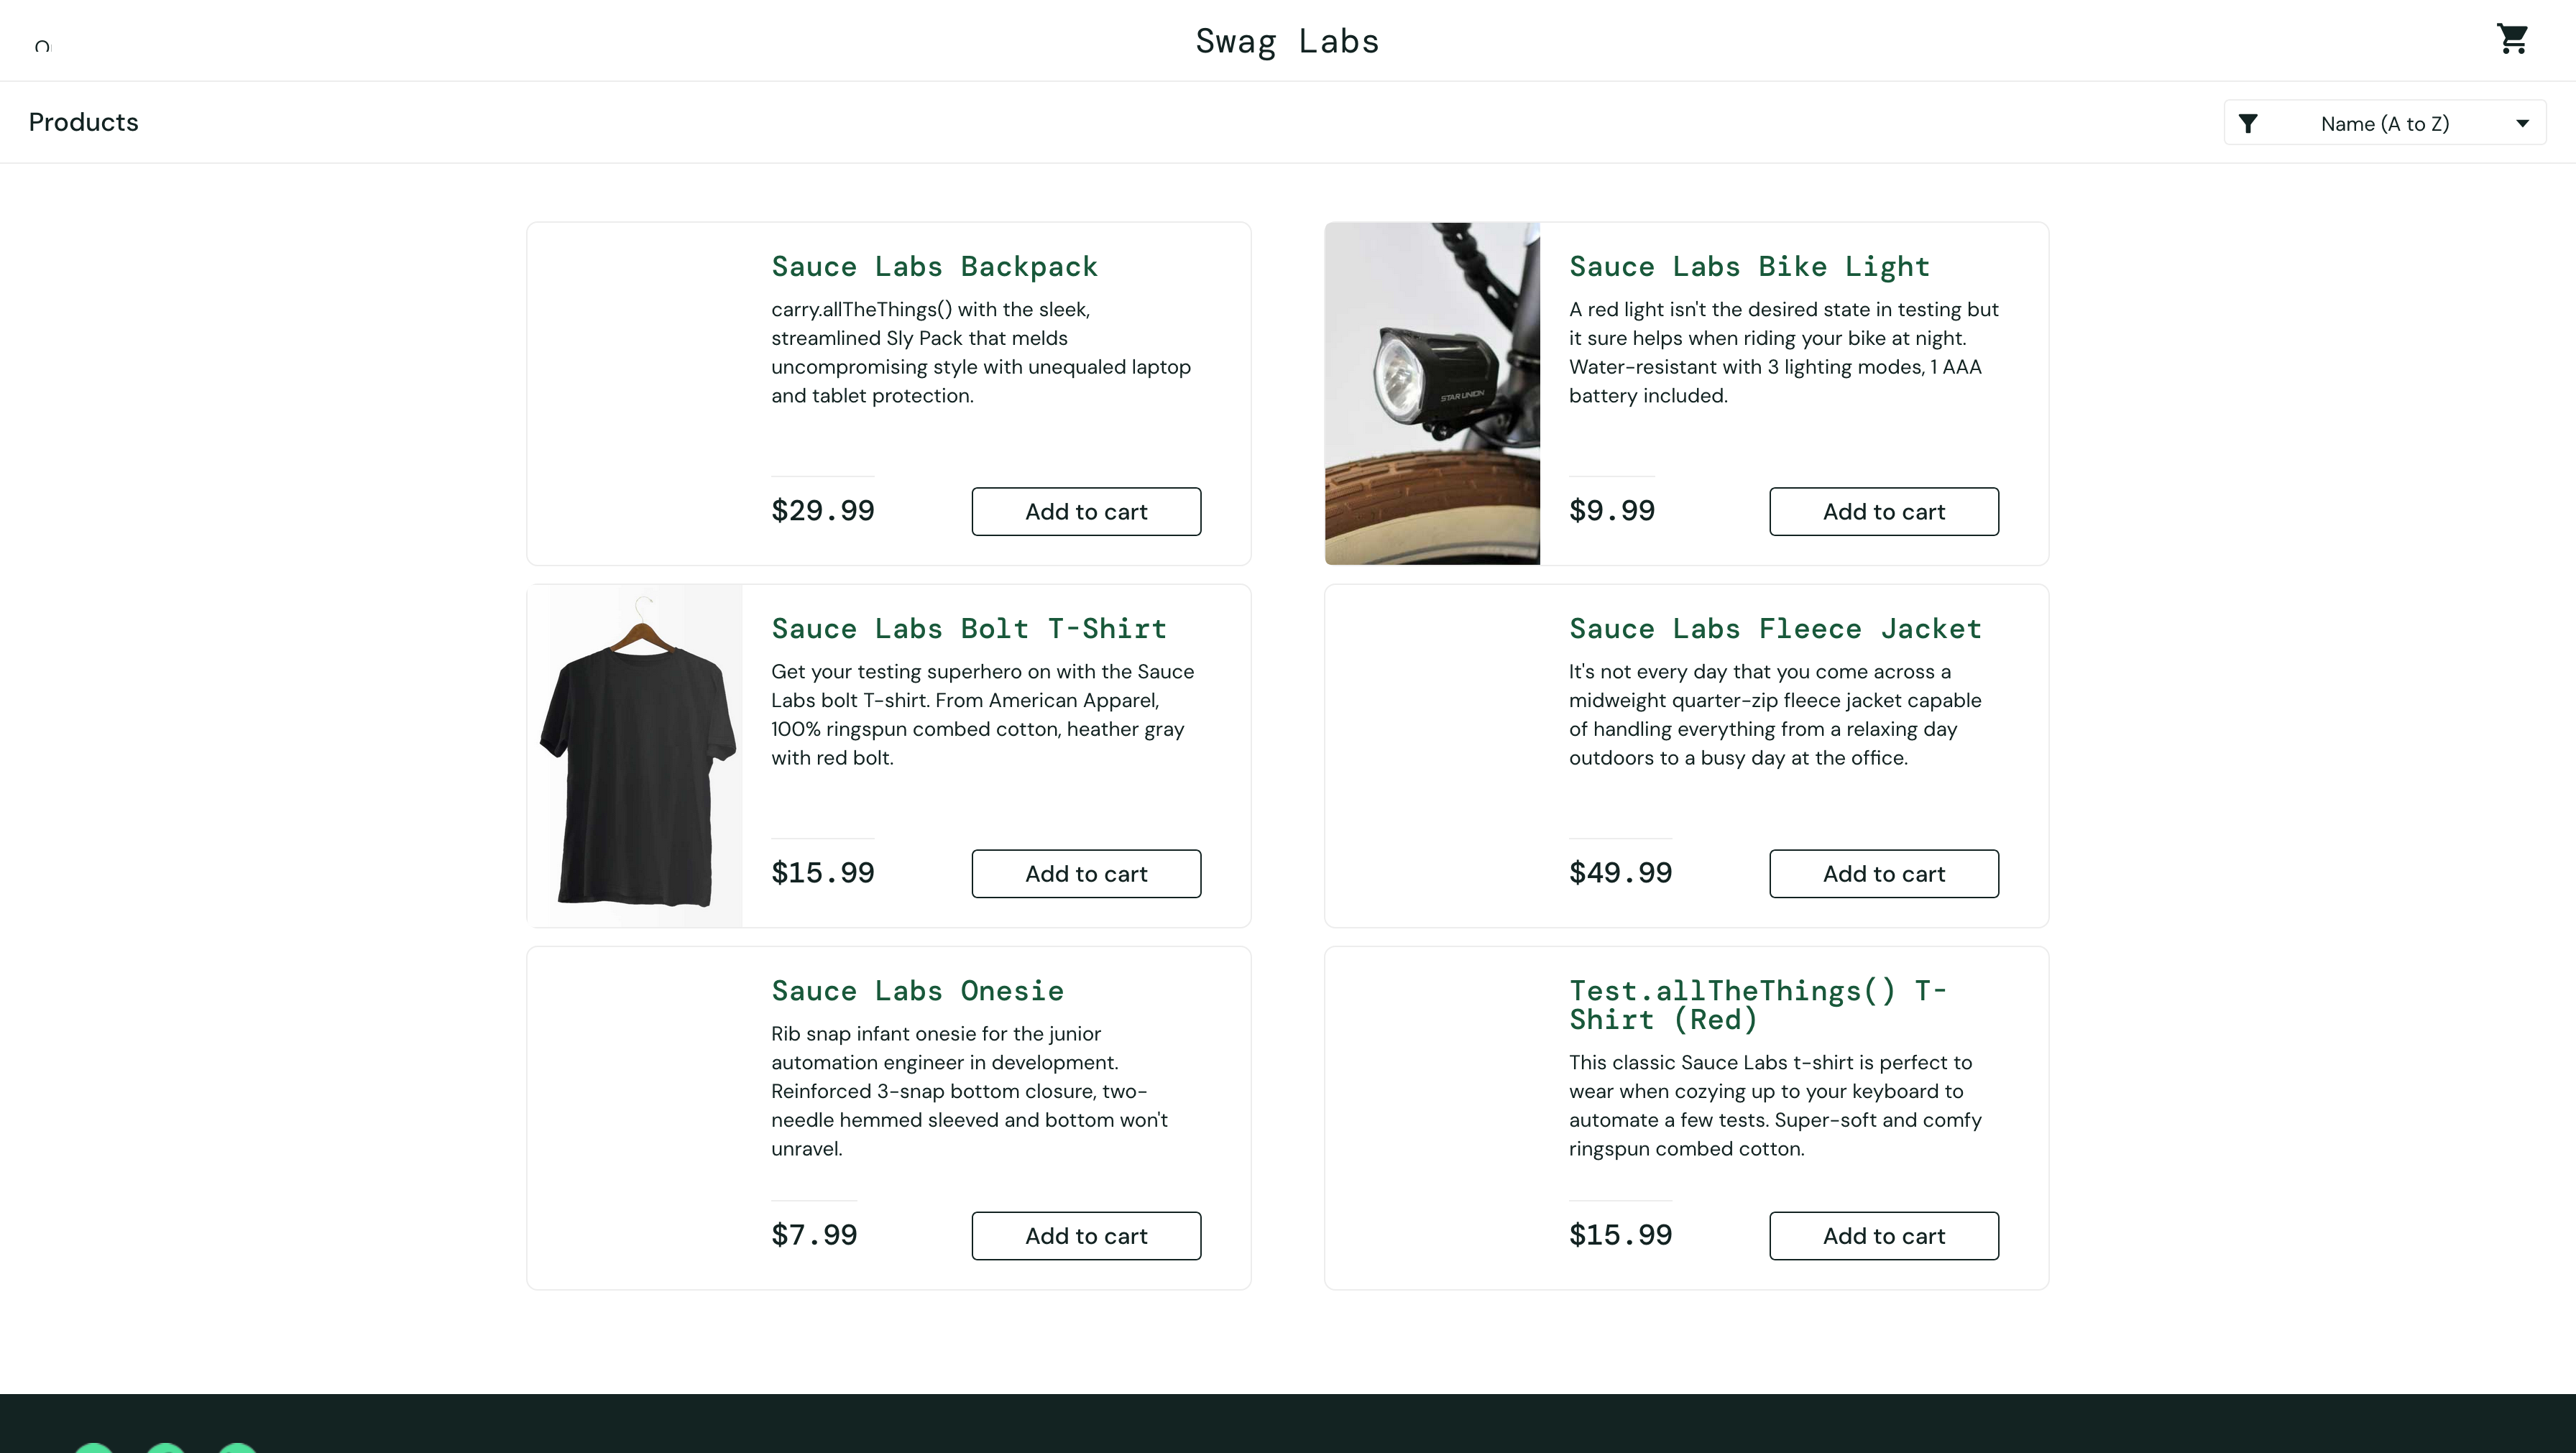 Swag Labs
Products
Name (A to Z)
Sauce Labs Backpack
carry.allTheThings() with the sleek,
streamlined Sly Pack that melds
uncompromising style with unequaled laptop
and tablet protection.
$29.99
Add to cart
Sauce Labs Bike Light
A red light isn't the desired state in testing but
it sure helps when riding your bike at night.
Water-resistant with 3 lighting modes, 1 AAA
battery included.
$9.99
Add to cart
STAR UNION
Sauce Labs Bolt T-Shirt
Get your testing superhero on with the Sauce
Labs bolt T-shirt. From American Apparel,
100% ringspun combed cotton, heather gray
with red bolt.
$15.99
Add to cart
Sauce Labs Fleece Jacket
It's not every day that you come across a
midweight quarter-zip fleece jacket capable
of handling everything from a relaxing day
outdoors to a busy day at the office.
$49.99
Add to cart
Sauce Labs Onesie
Rib snap infant onesie for the junior
automation engineer in development.
Reinforced 3-snap bottom closure, two-
needle hemmed sleeved and bottom won't
unravel.
$7.99
Add to cart
Test.allTheThings() T-
Shirt (Red)
This classic Sauce Labs t-shirt is perfect to
wear when cozying up to your keyboard to
automate a few tests. Super-soft and comfy
ringspun combed cotton.
$15.99
Add to cart